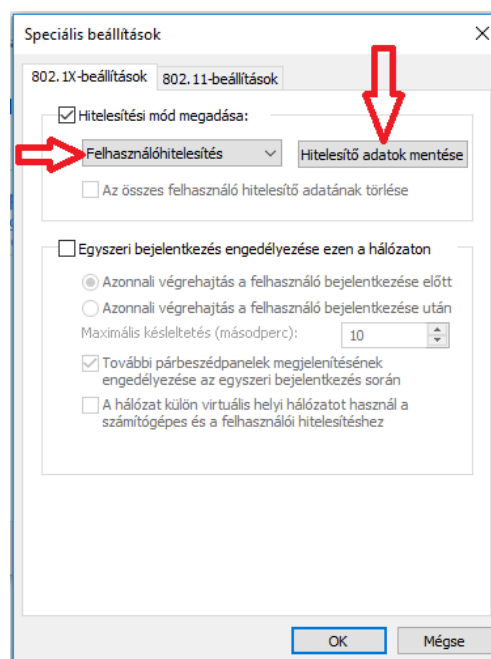 Speciális beállítások
802.1X-beállítások 802.11-beállítások
Hitelesítési mód megadása:
Felhasználóhitelesítés Hitelesítő adatok mentése
Az összes felhasználó hitelesítő adatának törlése
Egyszeri bejelentkezés engedélyezése ezen a hálózaton
Azonnali végrehajtás a felhasználó bejelentkezése előtt
Azonnali végrehajtás a felhasználó bejelentkezése után
Maximális késleltetés (másodperc): 10
További párbeszédpanelek megjelenítésének
engedélyezése az egyszeri bejelentkezés során
A hálózat külön virtuális helyi hálózatot használ a
számítógépes és a felhasználói hitelesítéshez
OK Mégse